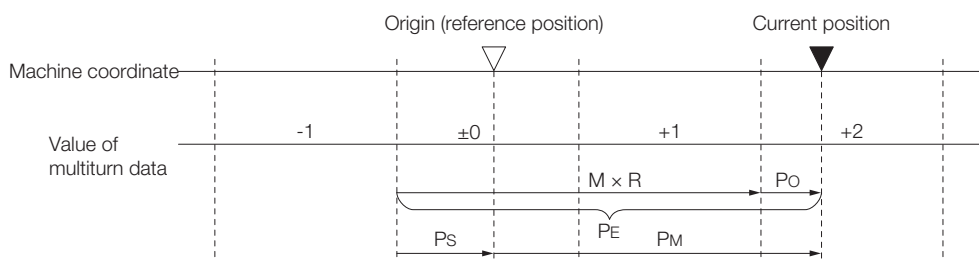 Origin (reference position) Current position
Machine coordinate
-1 ±0 +1 +2
Value of
multiturn data
M × R PO
PE
PS PM